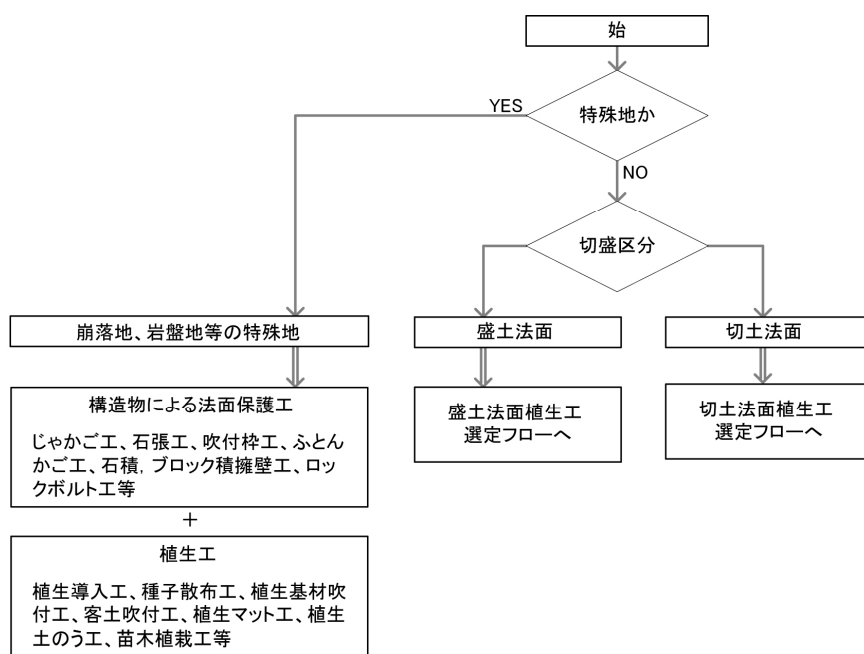 始
特殊地か
YES
NO
切盛区分
崩落地、岩盤地等の特殊地
盛土法面
切土法面
構造物による法面保護工
じゃかご工、石張工、吹付枠工、ふとん
かご工、石積,ブロック積擁壁工、ロッ
クボルト工等
盛土法面植生工
選定フローへ
切土法面植生工
選定フローへ
+
植生工
植生導入工、種子散布工、植生基材吹
付工、客土吹付工、植生マット工、植生
土のう工、苗木植栽工等